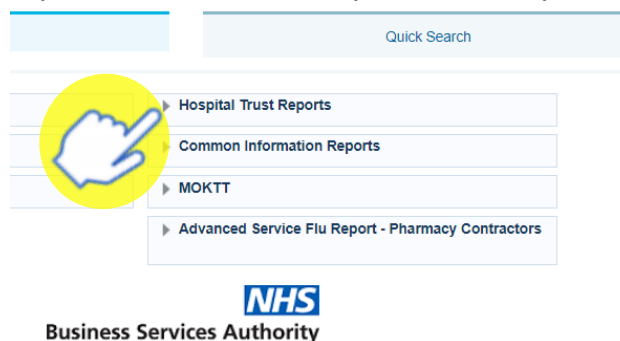 Quick Search
Hospital Trust Reports
Common Information Reports
MOKTT
Advanced Service Flu Report - Pharmacy Contractors
NHS
Business Services Authority